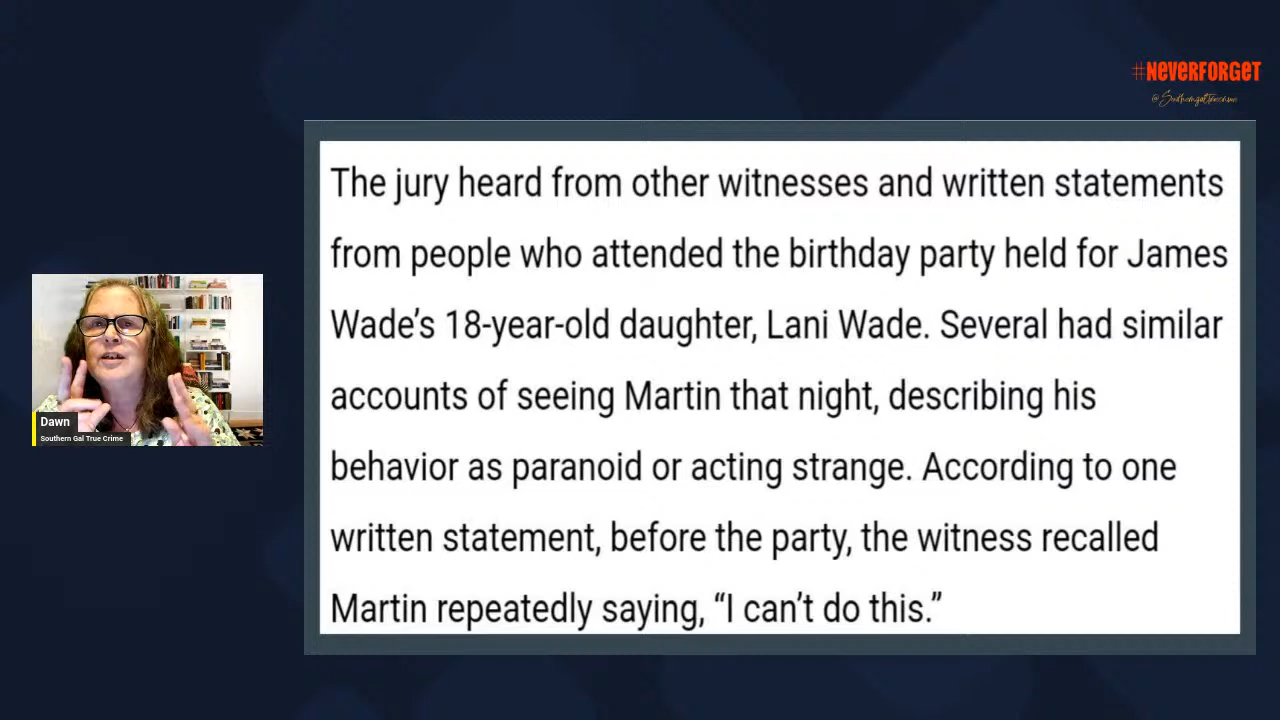 #NEVERFORGET
@Southerngaltruecrime
The jury heard from other witnesses and written statements
from people who attended the birthday party held for James
Wade’s 18-year-old daughter, Lani Wade. Several had similar
accounts of seeing Martin that night, describing his
behavior as paranoid or acting strange. According to one
written statement, before the party, the witness recalled
Martin repeatedly saying, “I can’t do this.”
Dawn
Southern Gal True Crime